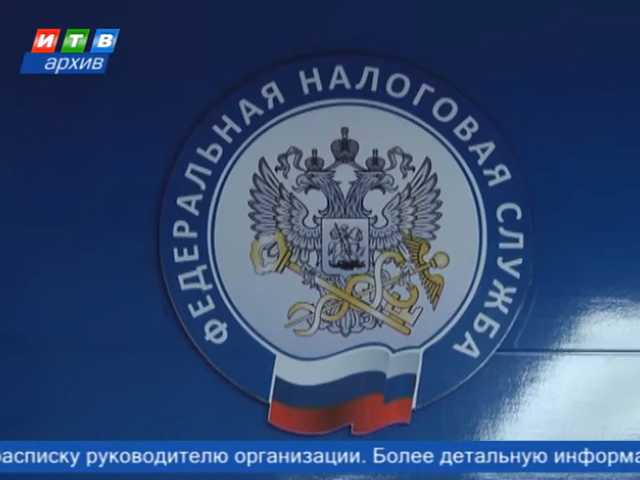 ИТВ
архив
ФЕДЕРАЛЬНАЯ НАЛОГОВАЯ СЛУЖБА
расписку руководителю организации. Более детальную информа